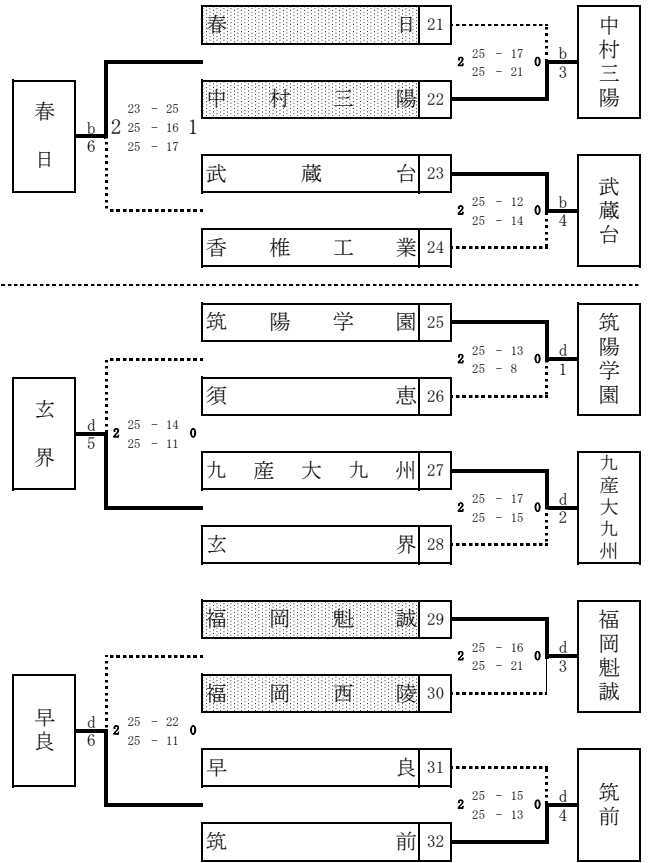 春日 21
2 25 - 17 0
25 - 21
b
3
中村三陽
中村三陽 22
春日
b
6
2 23 - 25 1
25 - 16
25 - 17
武蔵台 23
2 25 - 12 0
25 - 14
b
4
武蔵台
香椎工業 24
筑陽学園 25
2 25 - 13 0
25 - 8
d
1
筑陽学園
須恵 26
玄界
d
5
2 25 - 14 0
25 - 11
九産大九州 27
2 25 - 17 0
25 - 15
d
2
九産大九州
玄界 28
福岡魁誠 29
2 25 - 16 0
25 - 21
d
3
福岡魁誠
福岡西陵 30
早良
d
6
2 25 - 22 0
25 - 11
早良 31
2 25 - 15 0
25 - 13
d
4
筑前
筑前 32